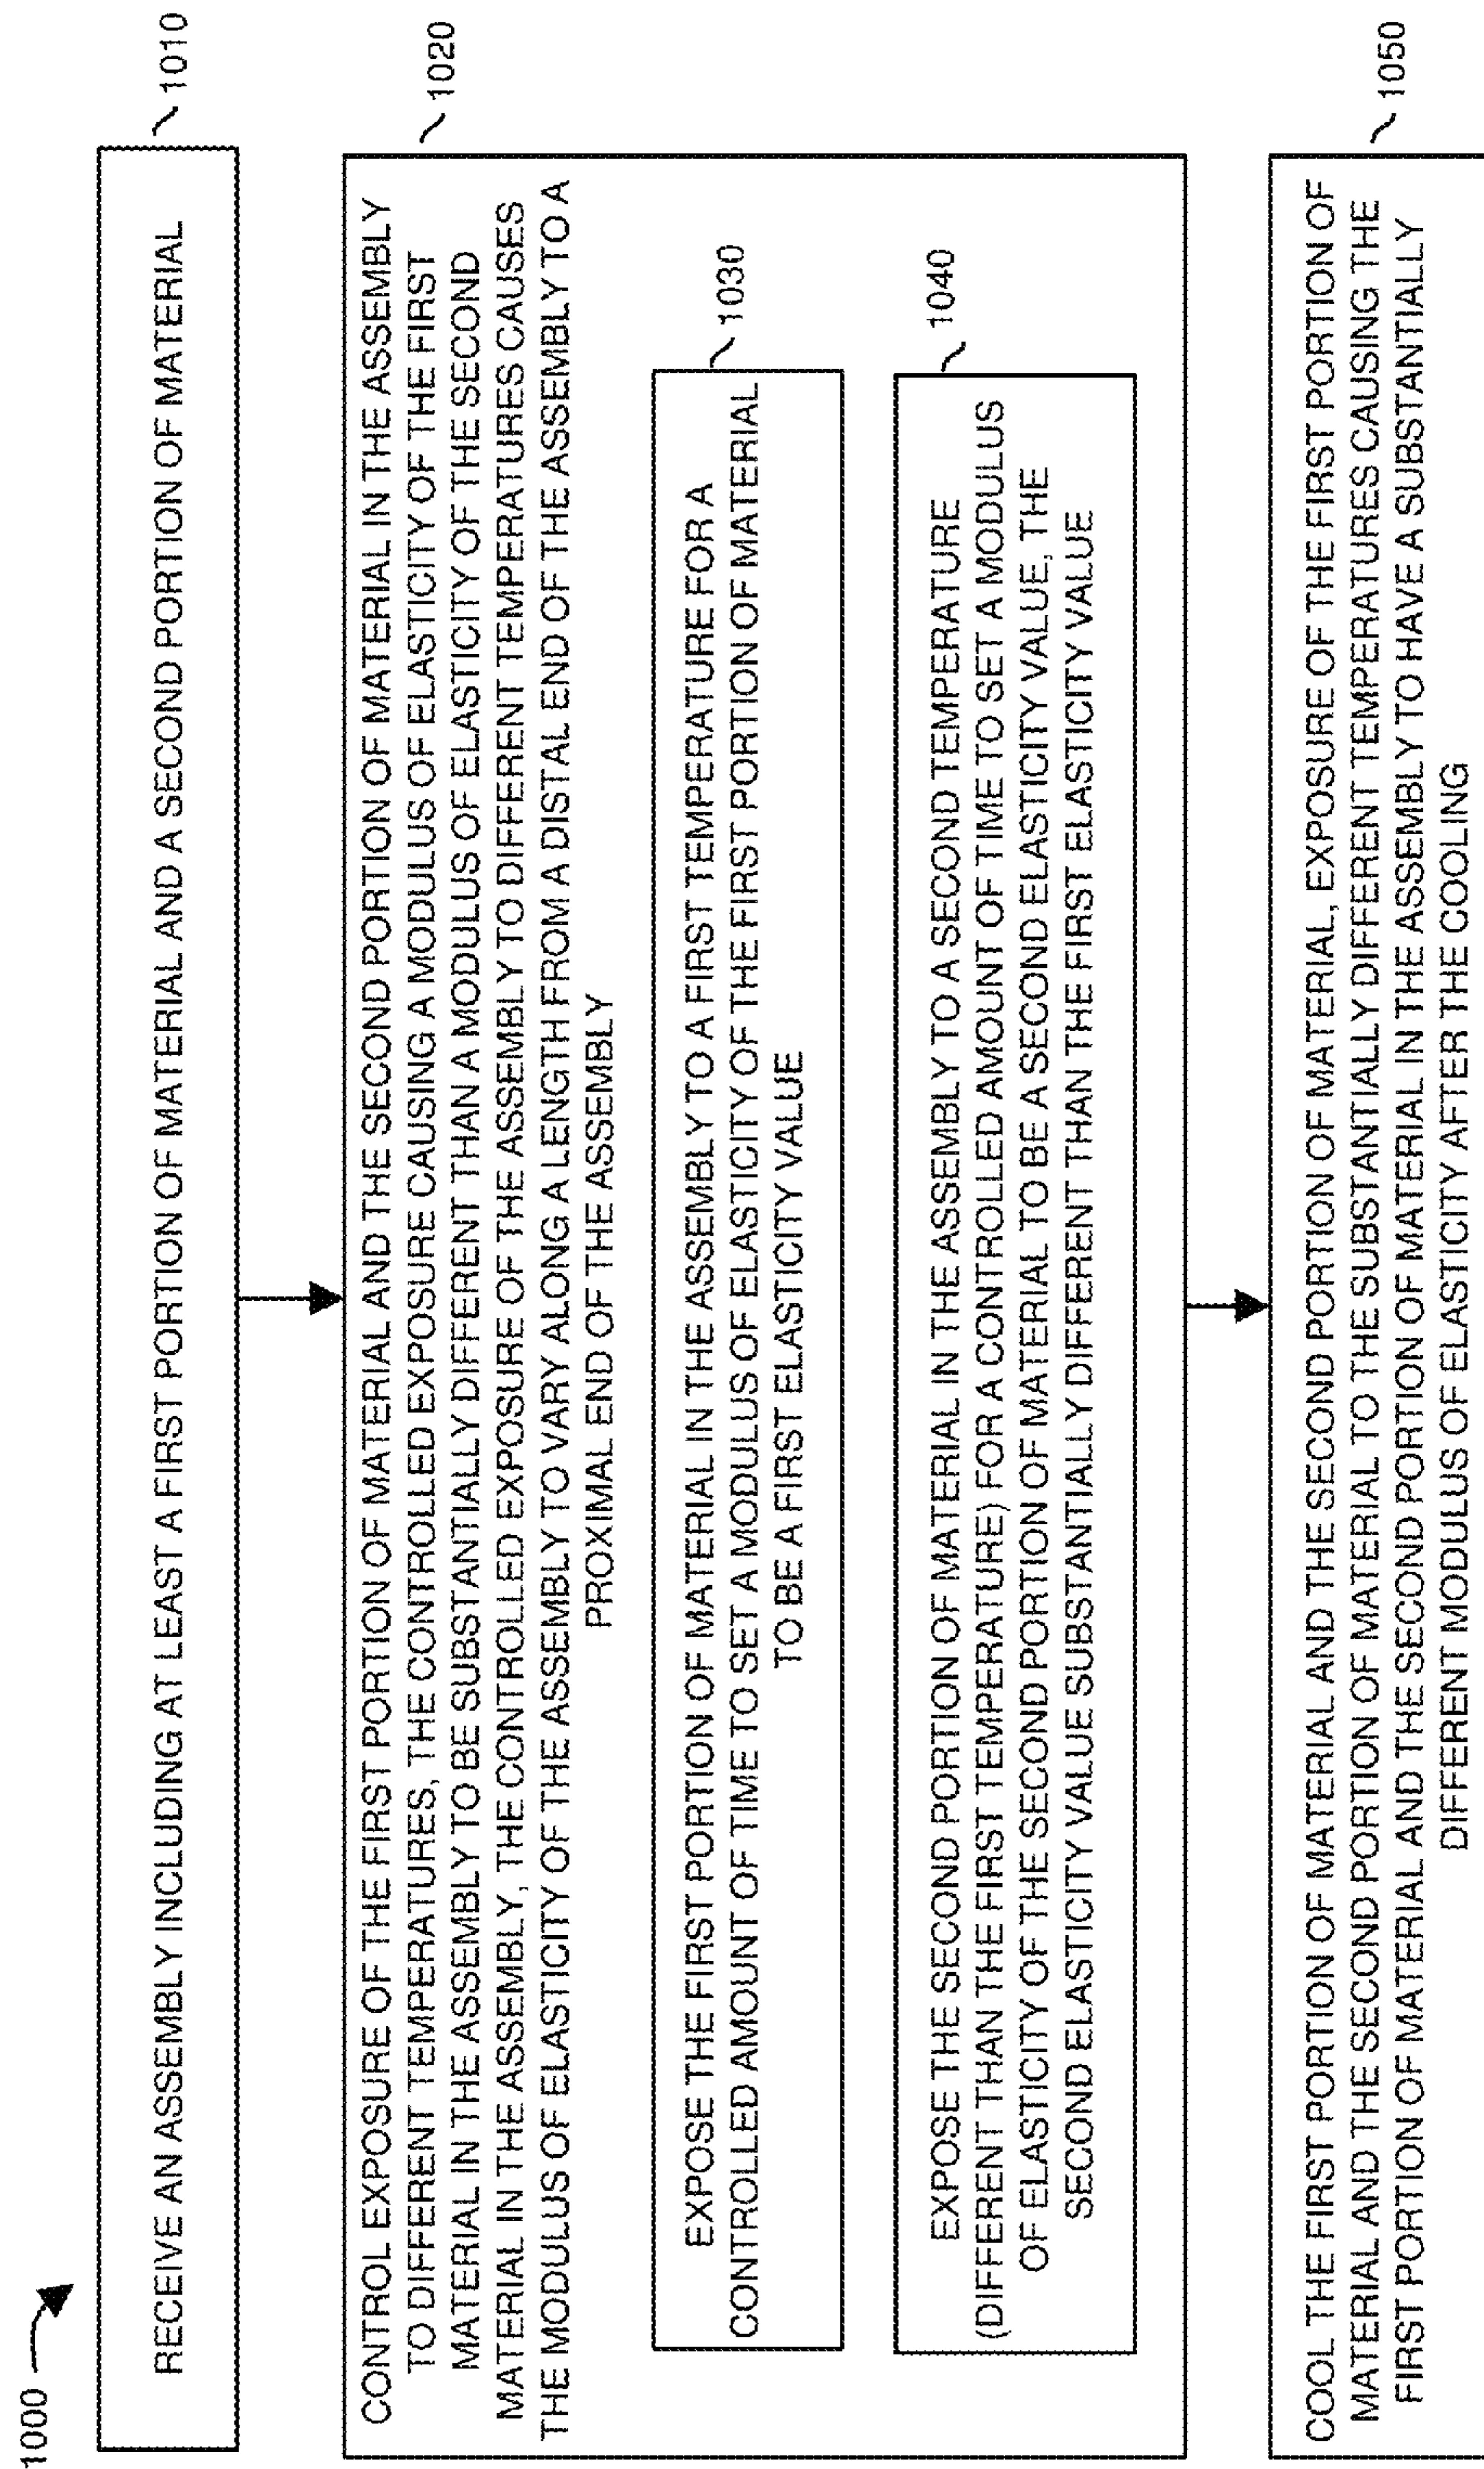 1000
RECEIVE AN ASSEMBLY INCLUDING AT LEAST A FIRST PORTION OF MATERIAL AND A SECOND PORTION OF MATERIAL
1010
CONTROL EXPOSURE OF THE FIRST PORTION OF MATERIAL AND THE SECOND PORTION OF MATERIAL IN THE ASSEMBLY
TO DIFFERENT TEMPERATURES, THE CONTROLLED EXPOSURE CAUSING A MODULUS OF ELASTICITY OF THE FIRST
MATERIAL IN THE ASSEMBLY TO BE SUBSTANTIALLY DIFFERENT THAN A MODULUS OF ELASTICITY OF THE SECOND
MATERIAL IN THE ASSEMBLY, THE CONTROLLED EXPOSURE OF THE ASSEMBLY TO DIFFERENT TEMPERATURES CAUSES
THE MODULUS OF ELASTICITY OF THE ASSEMBLY TO VARY ALONG A LENGTH FROM A DISTAL END OF THE ASSEMBLY TO A
PROXIMAL END OF THE ASSEMBLY
1020
EXPOSE THE FIRST PORTION OF MATERIAL IN THE ASSEMBLY TO A FIRST TEMPERATURE FOR A
CONTROLLED AMOUNT OF TIME TO SET A MODULUS OF ELASTICITY OF THE FIRST PORTION OF MATERIAL
TO BE A FIRST ELASTICITY VALUE
1030
EXPOSE THE SECOND PORTION OF MATERIAL IN THE ASSEMBLY TO A SECOND TEMPERATURE
(DIFFERENT THAN THE FIRST TEMPERATURE) FOR A CONTROLLED AMOUNT OF TIME TO SET A MODULUS
OF ELASTICITY OF THE SECOND PORTION OF MATERIAL TO BE A SECOND ELASTICITY VALUE, THE
SECOND ELASTICITY VALUE SUBSTANTIALLY DIFFERENT THAN THE FIRST ELASTICITY VALUE
1040
COOL THE FIRST PORTION OF MATERIAL AND THE SECOND PORTION OF MATERIAL, EXPOSURE OF THE FIRST PORTION OF
MATERIAL AND THE SECOND PORTION OF MATERIAL TO THE SUBSTANTIALLY DIFFERENT TEMPERATURES CAUSING THE
FIRST PORTION OF MATERIAL AND THE SECOND PORTION OF MATERIAL IN THE ASSEMBLY TO HAVE A SUBSTANTIALLY
DIFFERENT MODULUS OF ELASTICITY AFTER THE COOLING
1050